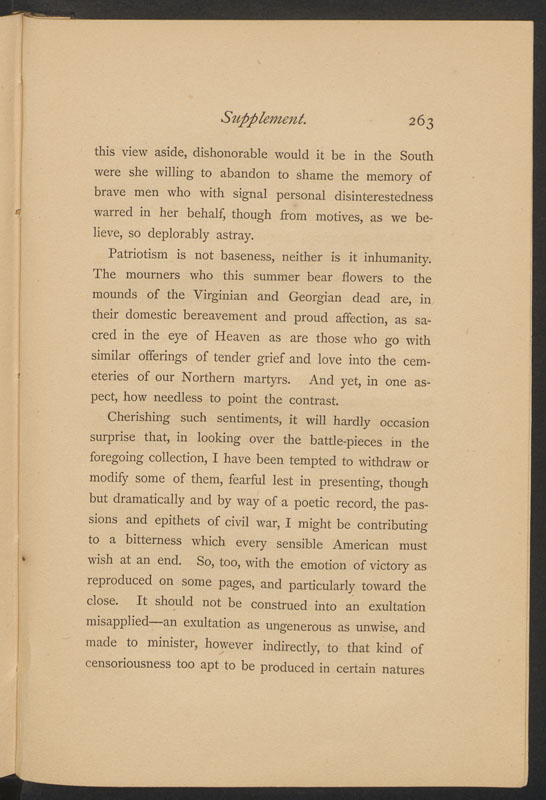 Supplement. 263
this view aside, dishonorable would it be in the South
were she willing to abandon to shame the memory of
brave men who with signal personal disinterestedness
warred in her behalf, though from motives, as we be-
lieve, so deplorably astray.
Patriotism is not baseness, neither is it inhumanity.
The mourners who this summer bear flowers to the
mounds of the Virginian and Georgian dead are, in
their domestic bereavement and proud affection, as sa-
cred in the eye of Heaven as are those who go with
similar offerings of tender grief and love into the cem-
eteries of our Northern martyrs. And yet, in one as-
pect, how needless to point the contrast.
Cherishing such sentiments, it will hardly occasion
surprise that, in looking over the battle-pieces in the
foregoing collection, I have been tempted to withdraw or
modify some of them, fearful lest in presenting, though
but dramatically and by way of a poetic record, the pas-
sions and epithets of civil war, I might be contributing
to a bitterness which every sensible American must
wish at an end. So, too, with the emotion of victory as
reproduced on some pages, and particularly toward the
close. It should not be construed into an exultation
misapplied—an exultation as ungenerous as unwise, and
made to minister, however indirectly, to that kind of
censoriousness too apt to be produced in certain natures